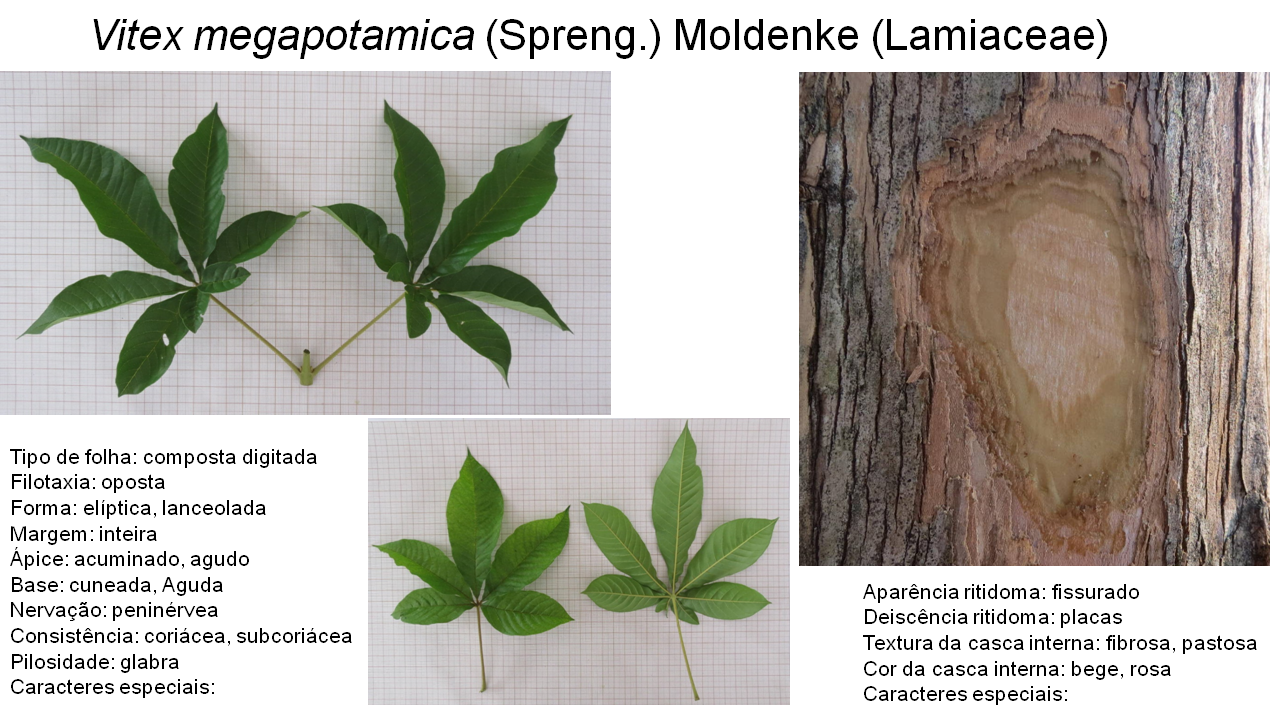 Vitex megapotamica (Spreng.) Moldenke (Lamiaceae)
Tipo de folha: composta digitada
Filotaxia: oposta
Forma: elíptica, lanceolada
Margem: inteira
Ápice: acuminado, agudo
Base: cuneada, Aguda
Nervação: peninérvea
Consistência: coriácea, subcoriácea
Pilosidade: glabra
Caracteres especiais:
Aparência ritidoma: fissurado
Deiscência ritidoma: placas
Textura da casca interna: fibrosa, pastosa
Cor da casca interna: bege, rosa
Caracteres especiais: